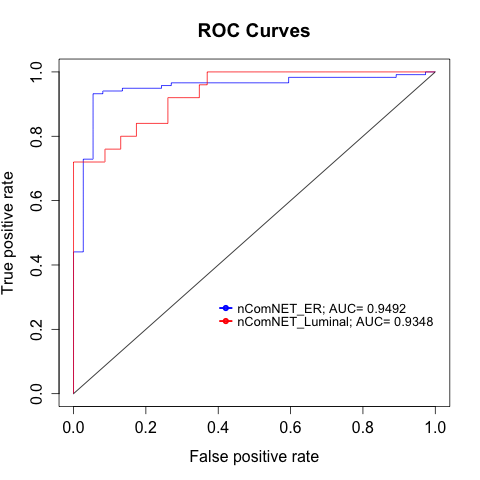 ROC Curves
True positive rate
1.0
0.8
0.6
0.4
0.2
0.0
nComNET_ER; AUC= 0.9492
nComNET_Luminal; AUC= 0.9348
0.0 0.2 0.4 0.6 0.8 1.0
False positive rate